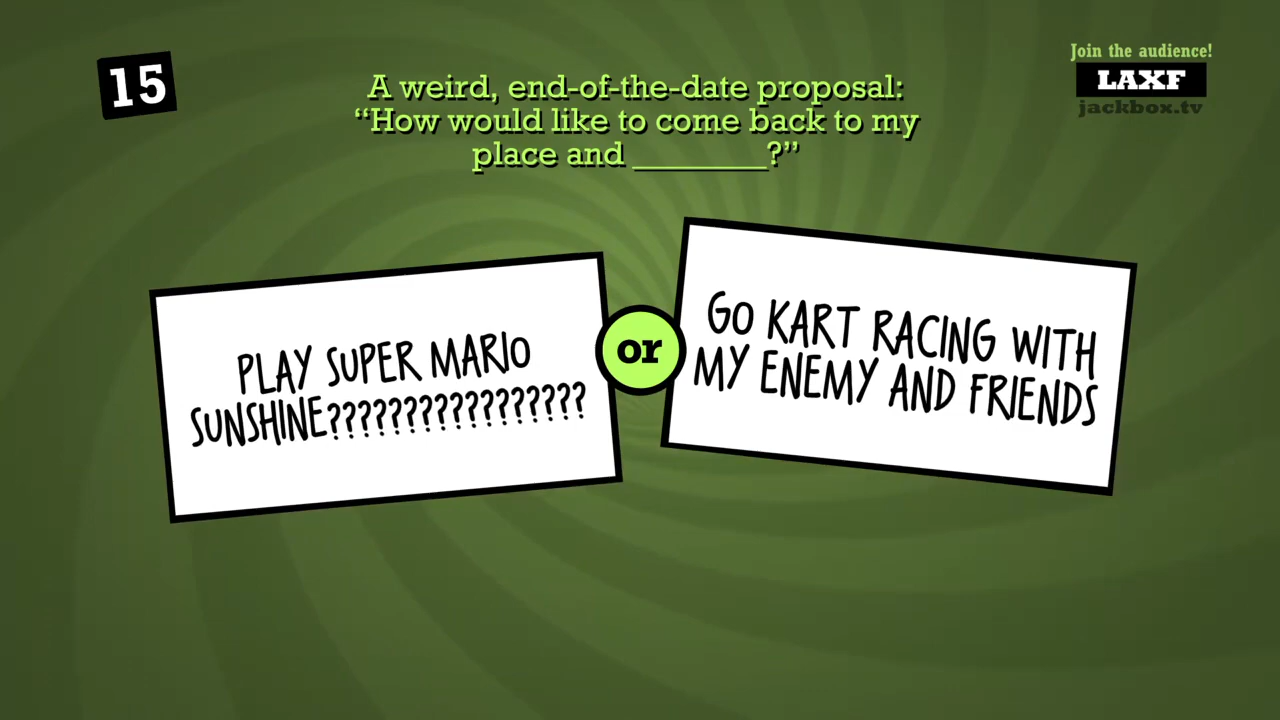 15
Join the audience!
LAXF
jackbox.tv
A weird, end-of-the-date proposal:
“How would like to come back to my
place and ________?”
PLAY SUPER MARIO
SUNSHINE?????????????????
or
GO KART RACING WITH
MY ENEMY AND FRIENDS